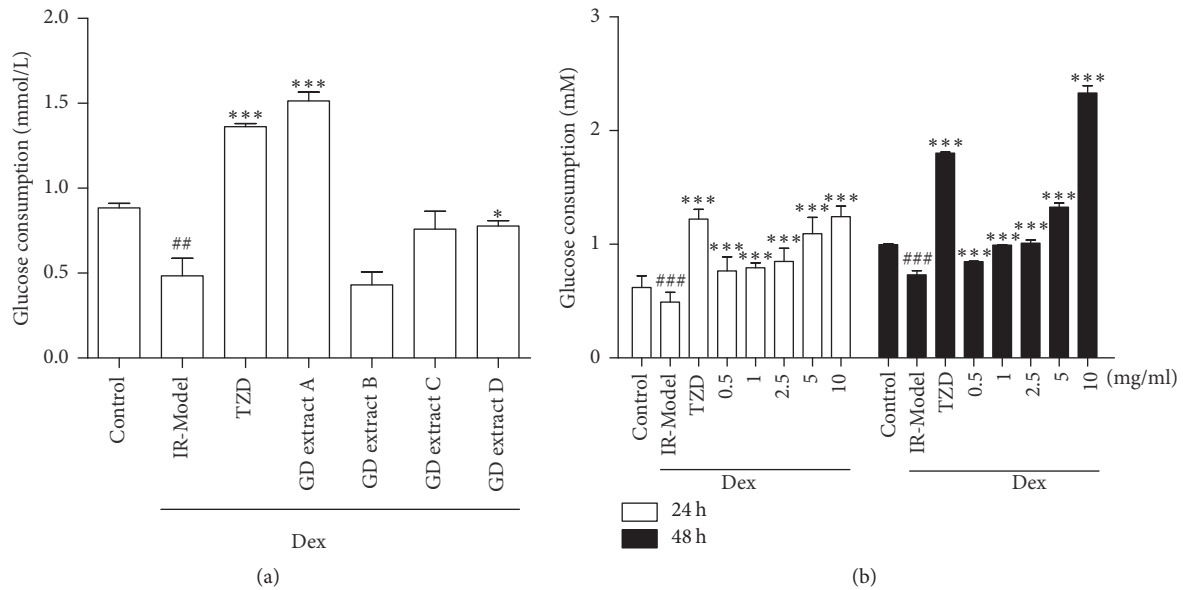 Glucose consumption (mmol/L)
2.0
1.5
1.0
0.5
0.0
***
***
##
*
Control
IR-Model
TZD
GD extract A
GD extract B
GD extract C
GD extract D
Dex
(a)
Glucose consumption (mM)
3
2
1
0
###
***
***
***
***
***
***
###
***
***
***
***
***
***
Control
IR-Model
TZD
0.5
1
2.5
5
10
Control
IR-Model
TZD
0.5
1
2.5
5
10
(mg/ml)
Dex
Dex
24 h
48 h
(b)